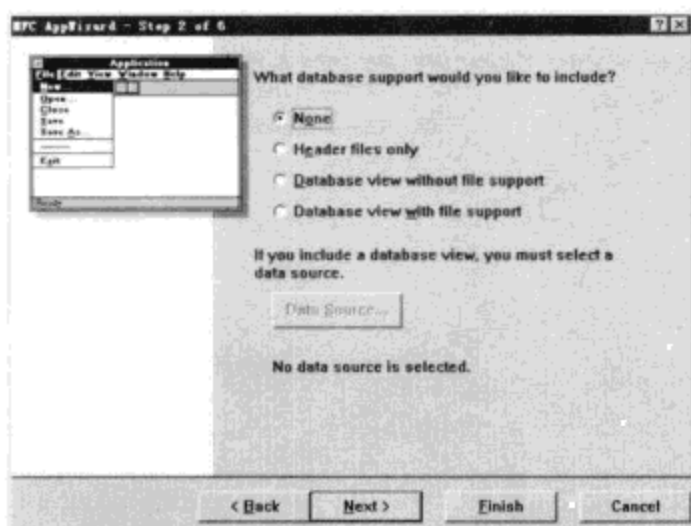 MFC AppWizard - Step 2 of 6
Application
File Edit View Window Help
New...
Open...
Close
Save
Save As...
Exit
Ready
What database support would you like to include?
None
Header files only
Database view without file support
Database view with file support
If you include a database view, you must select a
data source.
Data Source...
No data source is selected.
< Back
Next >
Finish
Cancel